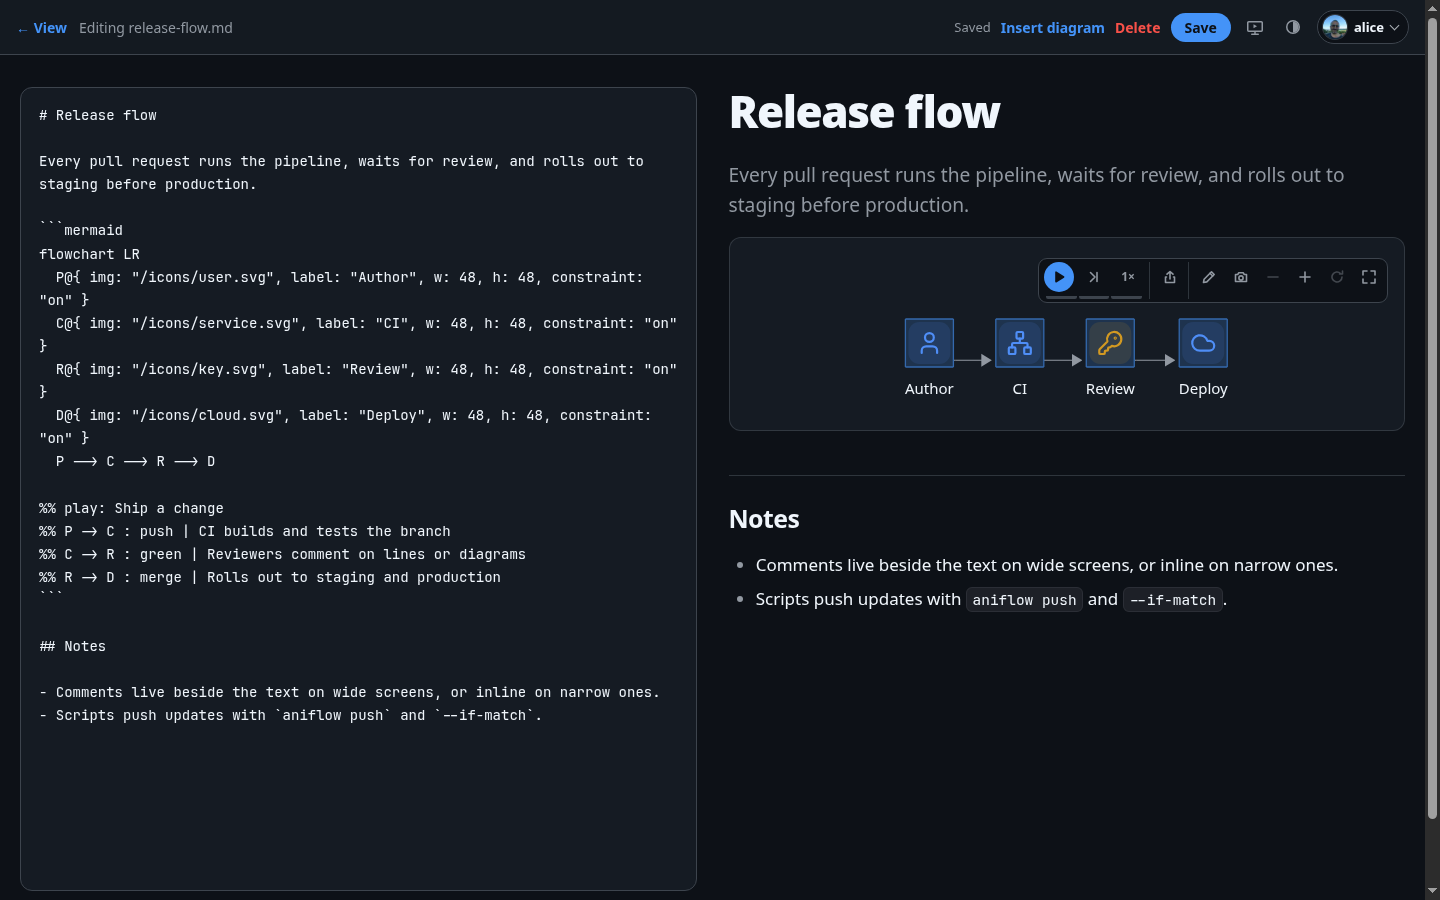 ← View Editing release-flow.md Saved Insert diagram Delete Save alice
# Release flow
Every pull request runs the pipeline, waits for review, and rolls out to
staging before production.
```mermaid
flowchart LR
P@{ img: "/icons/user.svg", label: "Author", w: 48, h: 48, constraint:
"on" }
C@{ img: "/icons/service.svg", label: "CI", w: 48, h: 48, constraint: "on"
}
R@{ img: "/icons/key.svg", label: "Review", w: 48, h: 48, constraint: "on"
}
D@{ img: "/icons/cloud.svg", label: "Deploy", w: 48, h: 48, constraint:
"on" }
P --> C --> R --> D
%% play: Ship a change
%% P -> C : push | CI builds and tests the branch
%% C -> R : green | Reviewers comment on lines or diagrams
%% R -> D : merge | Rolls out to staging and production
```
## Notes
- Comments live beside the text on wide screens, or inline on narrow ones.
- Scripts push updates with `aniflow push` and `--if-match`.
Release flow
Every pull request runs the pipeline, waits for review, and rolls out to
staging before production.
1×
Author CI Review Deploy
Notes
• Comments live beside the text on wide screens, or inline on narrow ones.
• Scripts push updates with aniflow push and --if-match.